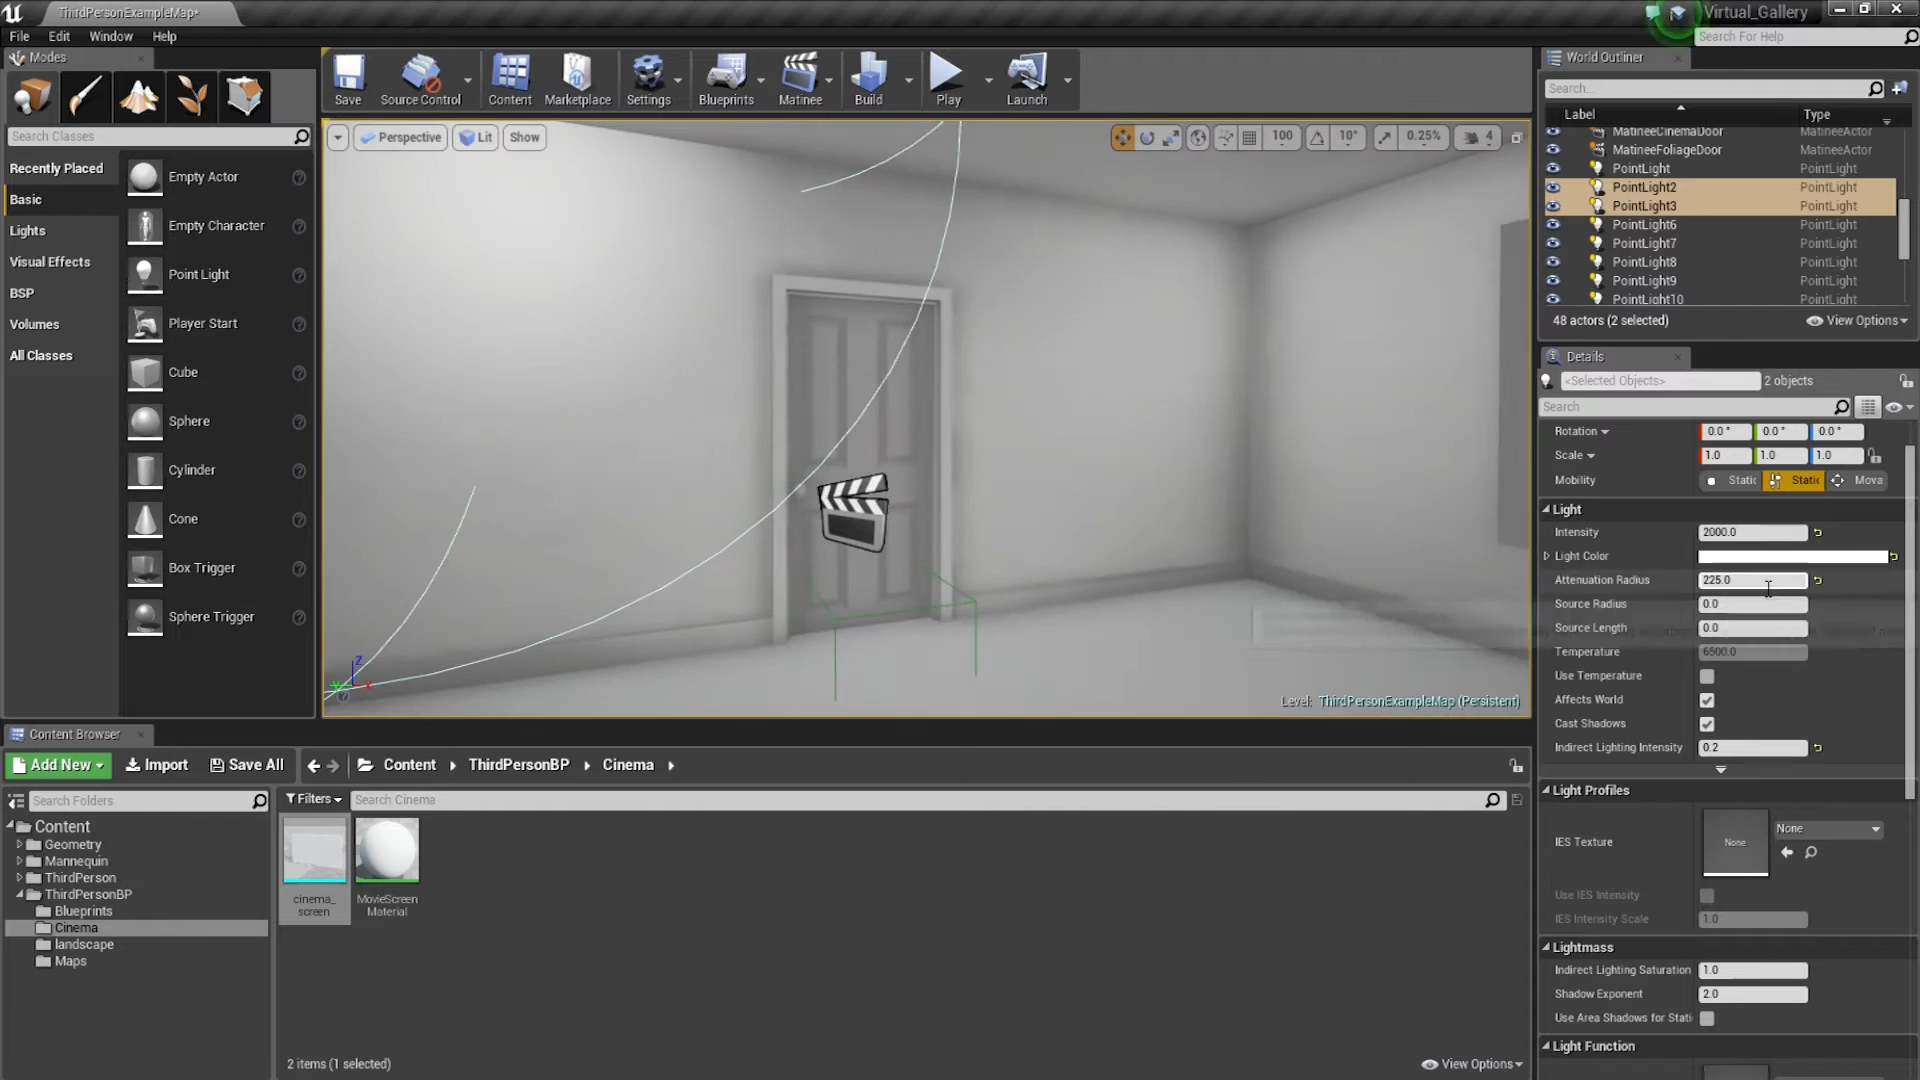 ThirdPersonExampleMap*
Virtual_Gallery
File Edit Window Help
Search For Help
Modes
Search Classes
Recently Placed
Basic
Lights
Visual Effects
BSP
Volumes
All Classes
Empty Actor
Empty Character
Point Light
Player Start
Cube
Sphere
Cylinder
Cone
Box Trigger
Sphere Trigger
Save
Source Control
Content
Marketplace
Settings
Blueprints
Matinee
Build
Play
Launch
Perspective
Lit
Show
100
10°
0.25%
4
Z
X
Level: ThirdPersonExampleMap (Persistent)
World Outliner
Search...
Label Type
MatineeCinemaDoor MatineeActor
MatineeFoliageDoor MatineeActor
PointLight PointLight
PointLight2 PointLight
PointLight3 PointLight
PointLight6 PointLight
PointLight7 PointLight
PointLight8 PointLight
PointLight9 PointLight
PointLight10 PointLight
48 actors (2 selected)
View Options
Details
<Selected Objects> 2 objects
Search
Rotation 0.0° 0.0° 0.0°
Scale 1.0 1.0 1.0
Mobility Static Static Mova
Light
Intensity 2000.0
Light Color
Attenuation Radius 225.0
Source Radius 0.0
Source Length 0.0
Temperature 6500.0
Use Temperature
Affects World
Cast Shadows
Indirect Lighting Intensity 0.2
Light Profiles
IES Texture
None
None
Use IES Intensity
IES Intensity Scale 1.0
Lightmass
Indirect Lighting Saturation 1.0
Shadow Exponent 2.0
Use Area Shadows for Stati
Light Function
Content Browser
Add New
Import
Save All
Content
ThirdPersonBP
Cinema
Search Folders
Filters
Search Cinema
Content
Geometry
Mannequin
ThirdPerson
ThirdPersonBP
Blueprints
Cinema
landscape
Maps
cinema_
screen
MovieScreen
Material
2 items (1 selected)
View Options